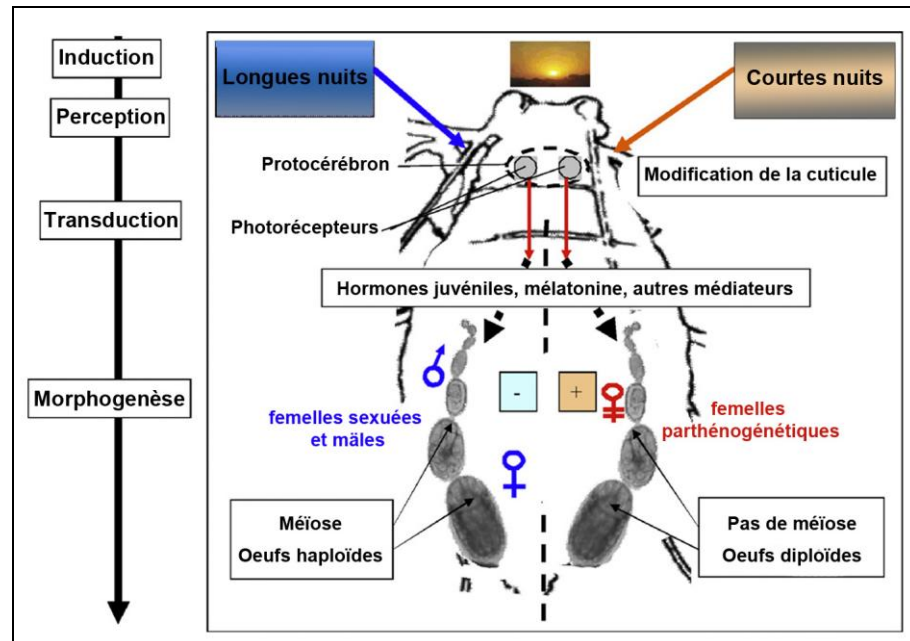 Induction
Perception
Transduction
Morphogenèse
Longues nuits
Courtes nuits
Protocérébron
Modification de la cuticule
Photorécepteurs
Hormones juvéniles, mélatonine, autres médiateurs
- +
femelles sexuées
et mäles
femelles
parthénogénétiques
Méïose
Oeufs haploïdes
Pas de méïose
Oeufs diploïdes